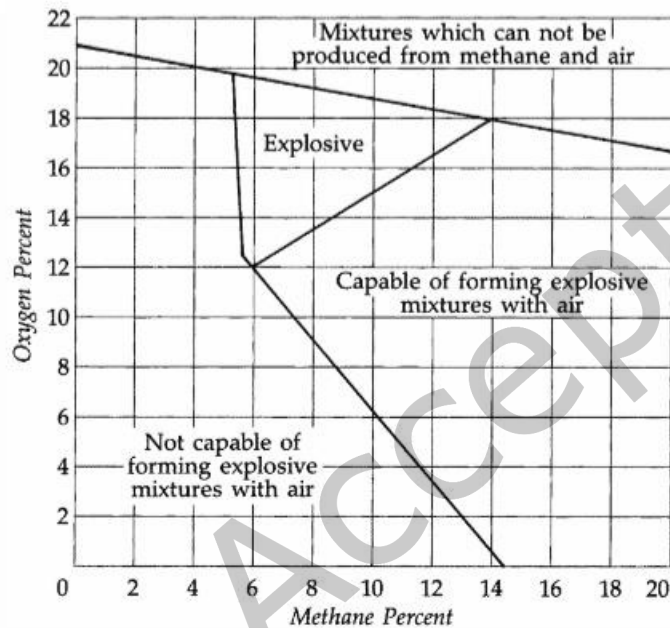 22
20
18
16
14
12
10
8
6
4
2
Oxygen Percent
Mixtures which can not be
produced from methane and air
Explosive
Capable of forming explosive
mixtures with air
Not capable of
forming explosive
mixtures with air
0 2 4 6 8 10 12 14 16 18 20
Methane Percent
Accept